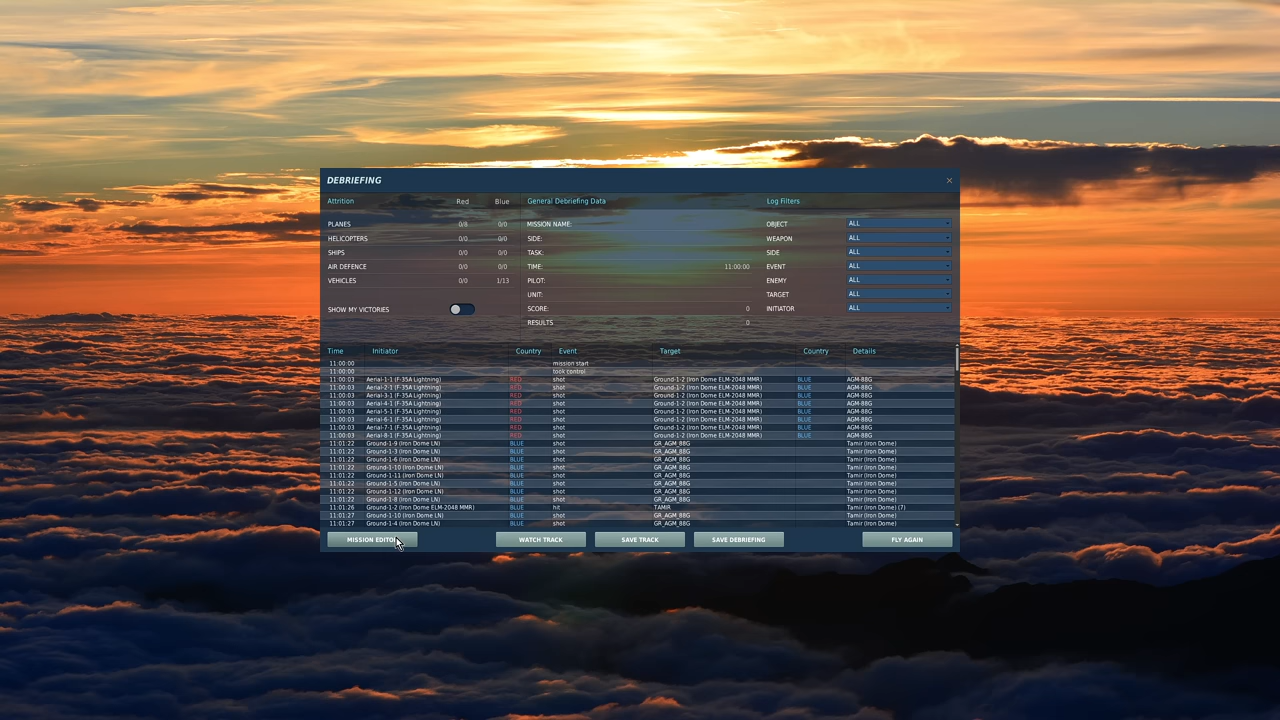 DEBRIEFING
Attrition Red Blue General Debriefing Data Log Filters
PLANES 0/8 0/0 MISSION NAME: OBJECT ALL
HELICOPTERS 0/0 0/0 SIDE: WEAPON ALL
SHIPS 0/0 0/0 TASK: SIDE ALL
AIR DEFENCE 0/0 0/0 TIME: 11:00:00 EVENT ALL
VEHICLES 0/0 1/13 PILOT: ENEMY ALL
UNIT: TARGET ALL
SHOW MY VICTORIES SCORE: 0 INITIATOR ALL
RESULTS 0
Time Initiator Country Event Target Country Details
11:00:00 mission start
11:00:00 took control
11:00:03 Aerial-1-1 (F-35A Lightning) RED shot Ground-1-2 (Iron Dome ELM-2048 MMR) BLUE AGM-88G
11:00:03 Aerial-2-1 (F-35A Lightning) RED shot Ground-1-2 (Iron Dome ELM-2048 MMR) BLUE AGM-88G
11:00:03 Aerial-3-1 (F-35A Lightning) RED shot Ground-1-2 (Iron Dome ELM-2048 MMR) BLUE AGM-88G
11:00:03 Aerial-4-1 (F-35A Lightning) RED shot Ground-1-2 (Iron Dome ELM-2048 MMR) BLUE AGM-88G
11:00:03 Aerial-5-1 (F-35A Lightning) RED shot Ground-1-2 (Iron Dome ELM-2048 MMR) BLUE AGM-88G
11:00:03 Aerial-6-1 (F-35A Lightning) RED shot Ground-1-2 (Iron Dome ELM-2048 MMR) BLUE AGM-88G
11:00:03 Aerial-7-1 (F-35A Lightning) RED shot Ground-1-2 (Iron Dome ELM-2048 MMR) BLUE AGM-88G
11:00:03 Aerial-8-1 (F-35A Lightning) RED shot Ground-1-2 (Iron Dome ELM-2048 MMR) BLUE AGM-88G
11:01:22 Ground-1-9 (Iron Dome LN) BLUE shot GR_AGM_88G Tamir (Iron Dome)
11:01:22 Ground-1-3 (Iron Dome LN) BLUE shot GR_AGM_88G Tamir (Iron Dome)
11:01:22 Ground-1-6 (Iron Dome LN) BLUE shot GR_AGM_88G Tamir (Iron Dome)
11:01:22 Ground-1-10 (Iron Dome LN) BLUE shot GR_AGM_88G Tamir (Iron Dome)
11:01:22 Ground-1-11 (Iron Dome LN) BLUE shot GR_AGM_88G Tamir (Iron Dome)
11:01:22 Ground-1-5 (Iron Dome LN) BLUE shot GR_AGM_88G Tamir (Iron Dome)
11:01:22 Ground-1-12 (Iron Dome LN) BLUE shot GR_AGM_88G Tamir (Iron Dome)
11:01:22 Ground-1-8 (Iron Dome LN) BLUE shot GR_AGM_88G Tamir (Iron Dome)
11:01:26 Ground-1-2 (Iron Dome ELM-2048 MMR) BLUE hit TAMIR Tamir (Iron Dome) (7)
11:01:27 Ground-1-10 (Iron Dome LN) BLUE shot GR_AGM_88G Tamir (Iron Dome)
11:01:27 Ground-1-4 (Iron Dome LN) BLUE shot GR_AGM_88G Tamir (Iron Dome)
MISSION EDITOR WATCH TRACK SAVE TRACK SAVE DEBRIEFING FLY AGAIN